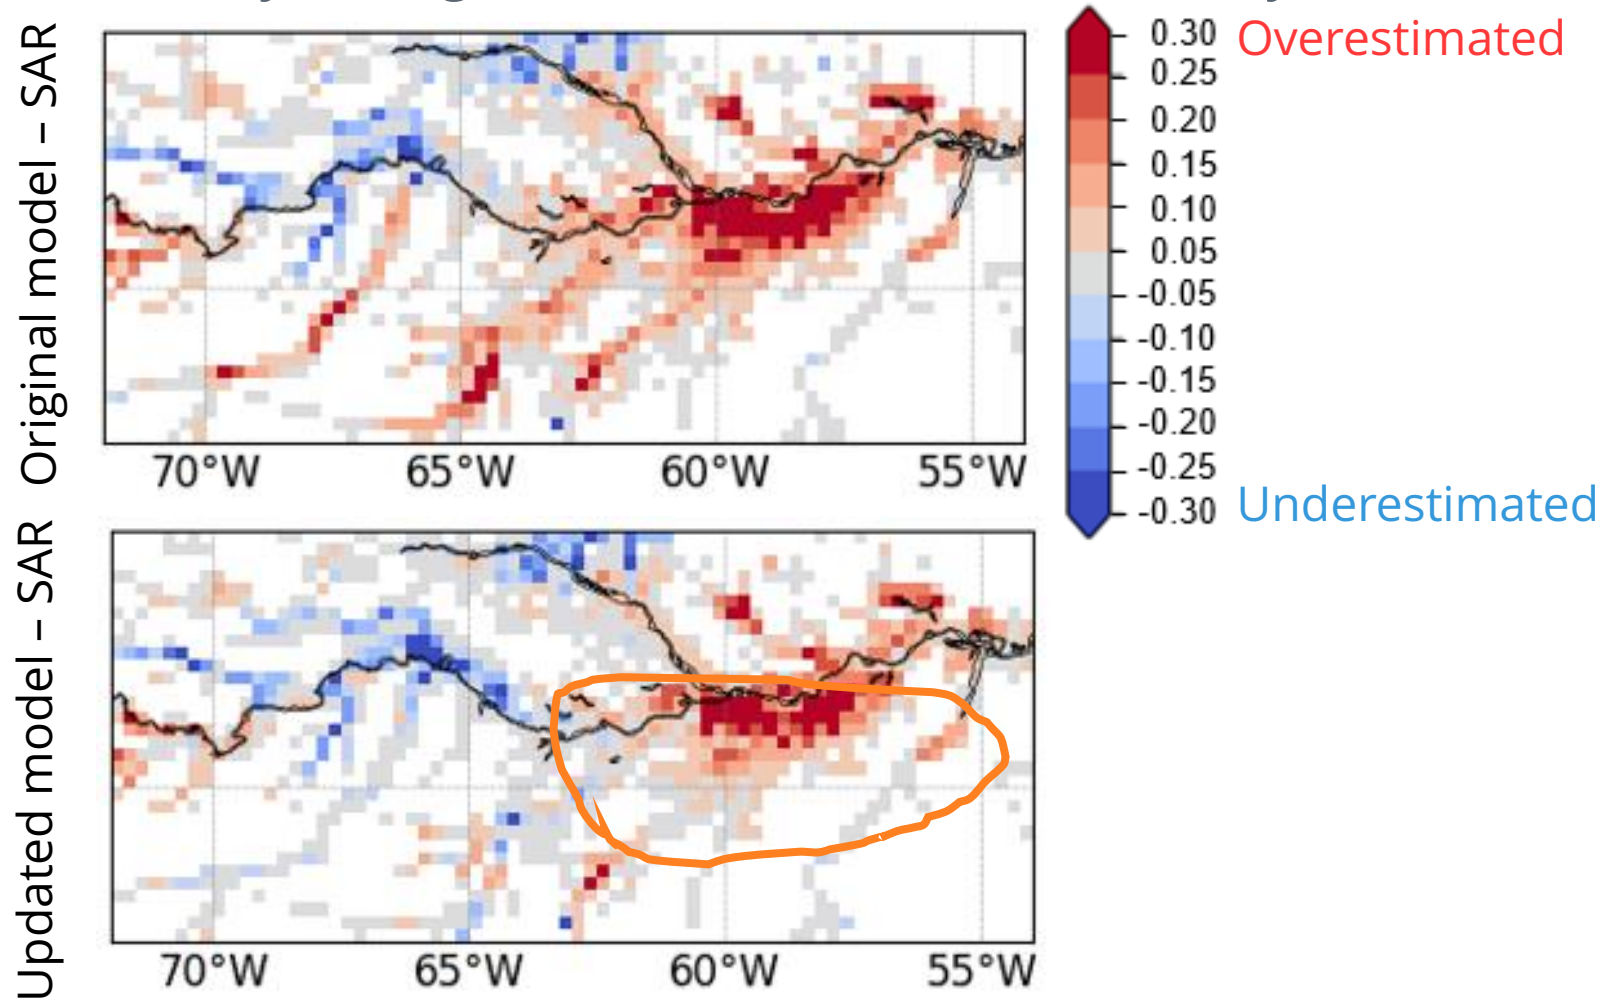 Original model – SAR
70°W 65°W 60°W 55°W
0.30
0.25
0.20
0.15
0.10
0.05
-0.05
-0.10
-0.15
-0.20
-0.25
-0.30
Overestimated
Underestimated
Updated model – SAR
70°W 65°W 60°W 55°W